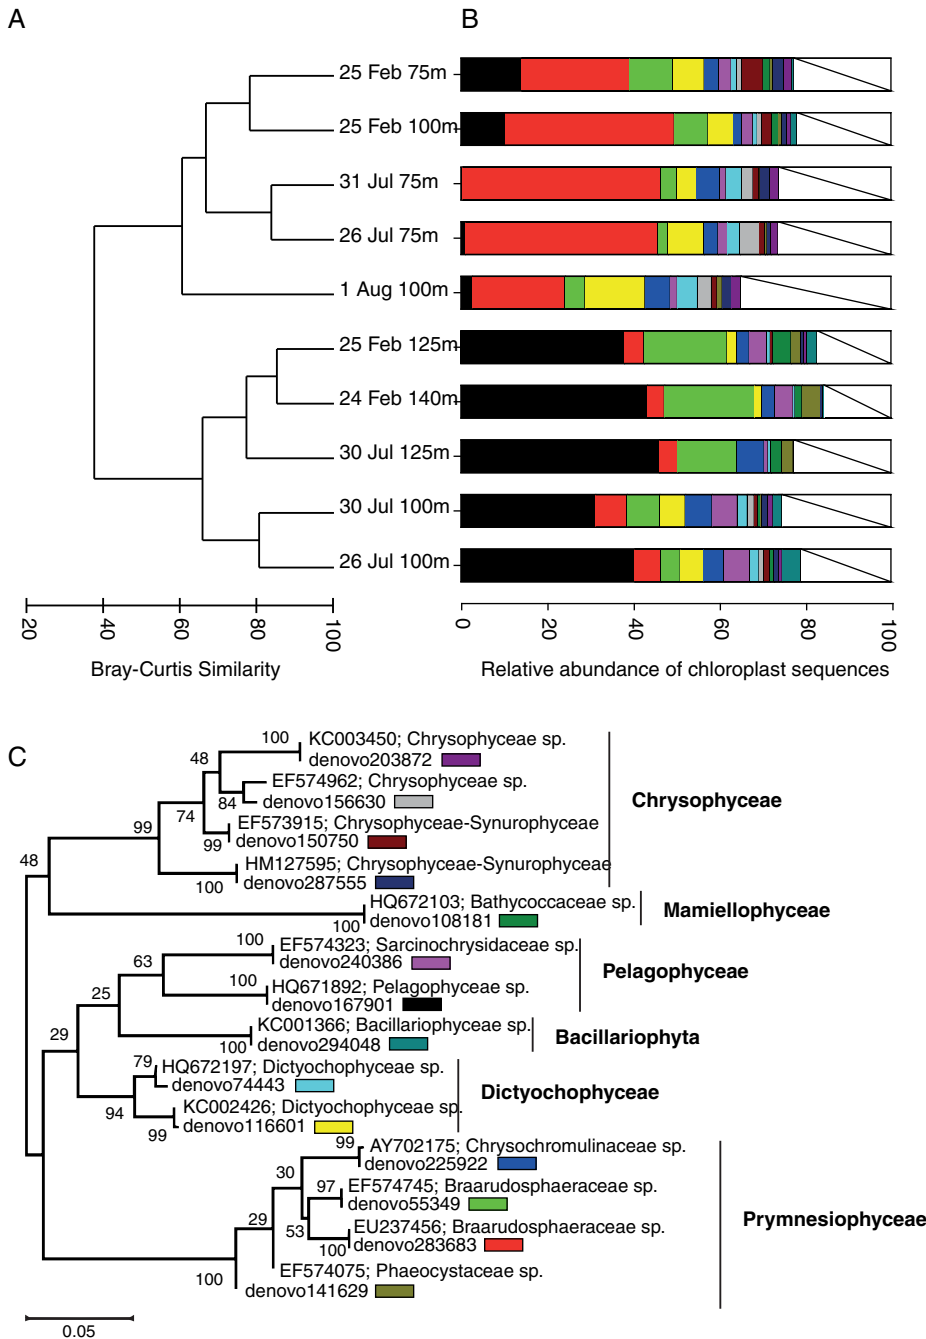 A
B
25 Feb 75m
25 Feb 100m
31 Jul 75m
26 Jul 75m
1 Aug 100m
25 Feb 125m
24 Feb 140m
30 Jul 125m
30 Jul 100m
26 Jul 100m
20 40 60 80 100
Bray-Curtis Similarity
0 20 40 60 80 100
Relative abundance of chloroplast sequences
C
100 KC003450; Chrysophyceae sp.
48 denovo203872
EF574962; Chrysophyceae sp.
84 denovo156630
Chrysophyceae
74 EF573915; Chrysophyceae-Synurophyceae
99 99 denovo150750
48 HM127595; Chrysophyceae-Synurophyceae
100 denovo287555
HQ672103; Bathycoccaceae sp.
100 denovo108181
Mamiellophyceae
100 EF574323; Sarcinochrysidaceae sp.
63 denovo240386
Pelagophyceae
100 HQ671892; Pelagophyceae sp.
25 denovo167901
KC001366; Bacillariophyceae sp.
29 100 denovo294048
Bacillariophyta
79 HQ672197; Dictyochophyceae sp.
denovo74443
Dictyochophyceae
94 KC002426; Dictyochophyceae sp.
99 denovo116601
99 AY702175; Chrysochromulinaceae sp.
denovo225922
30 97 EF574745; Braarudosphaeraceae sp.
denovo55349
Prymnesiophyceae
29 53 EU237456; Braarudosphaeraceae sp.
100 denovo283683
EF574075; Phaeocystaceae sp.
100 denovo141629
0.05